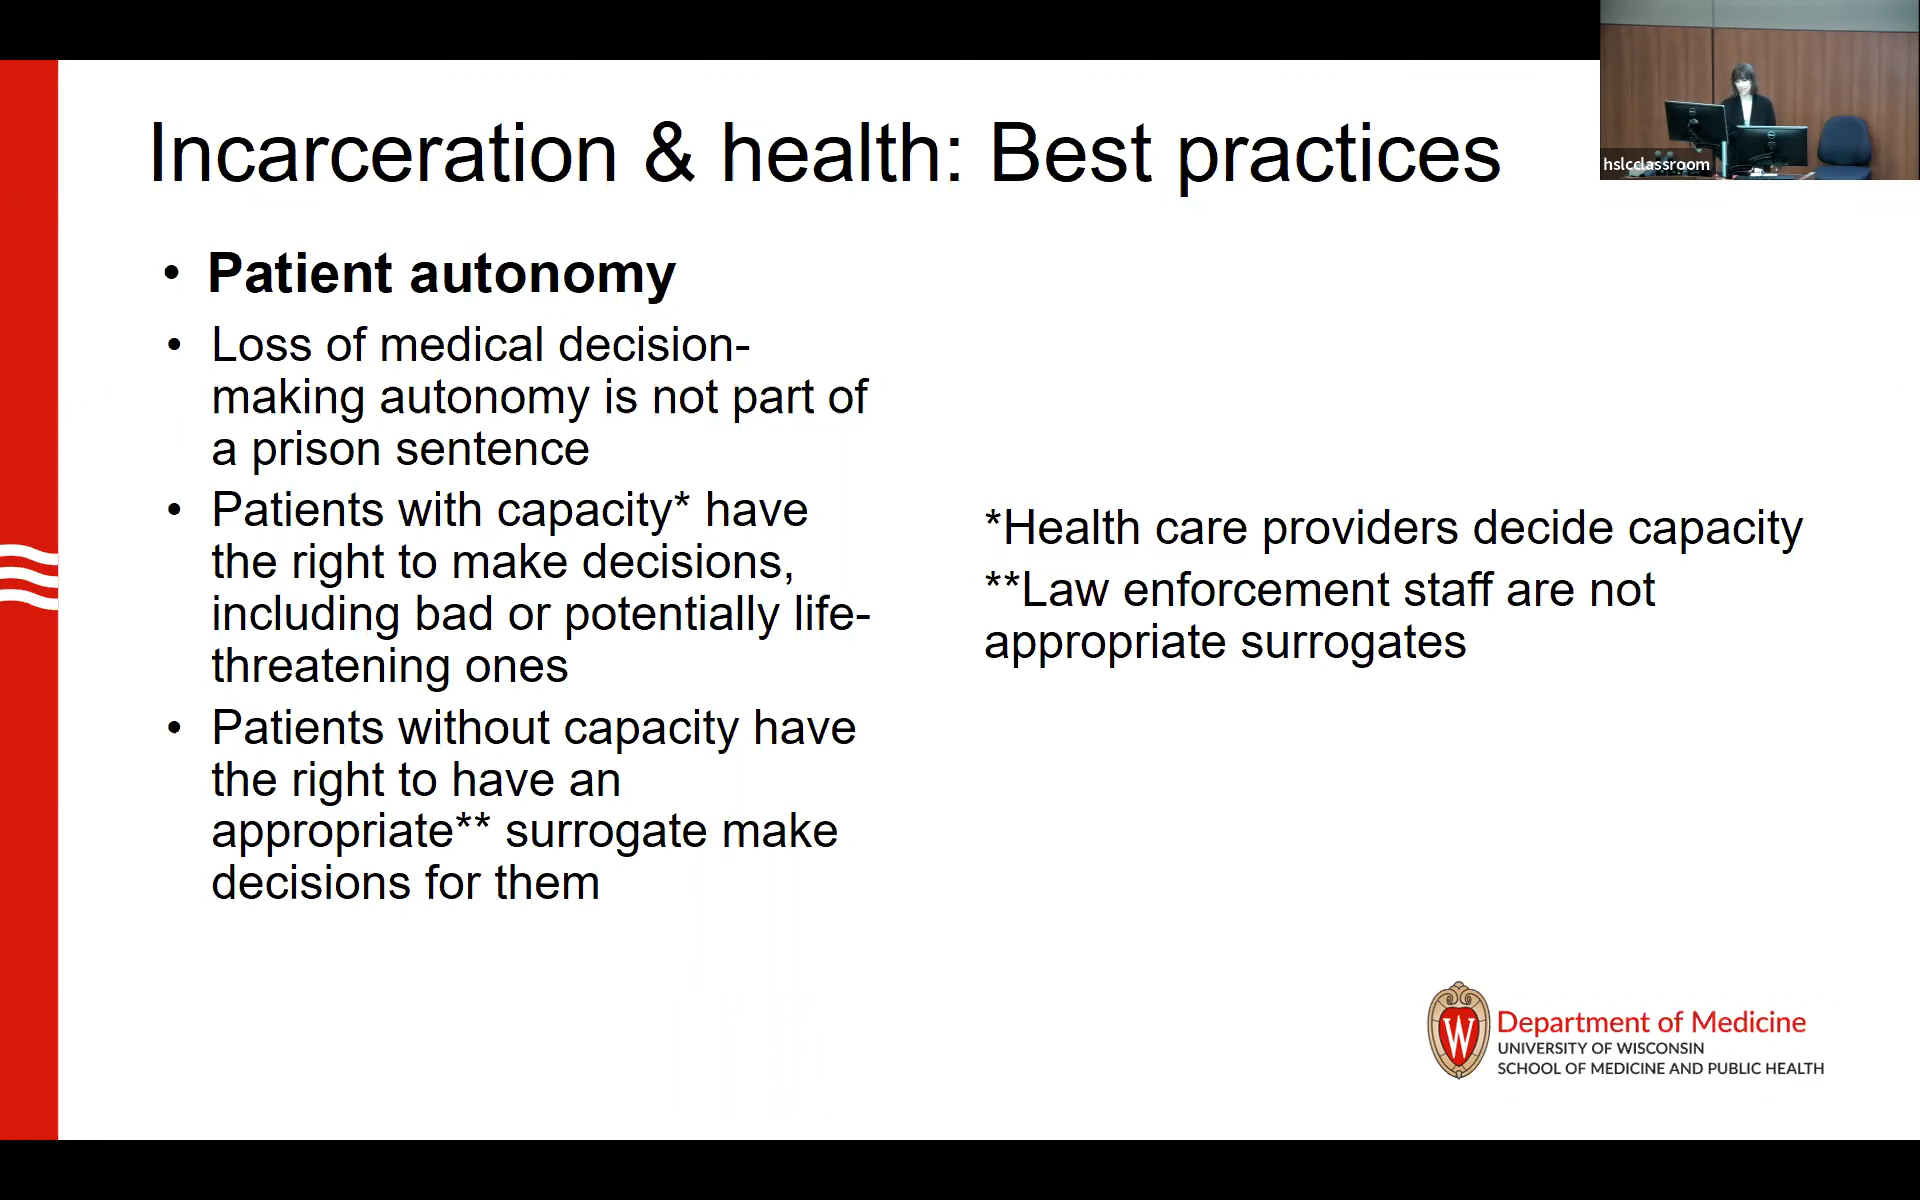 Incarceration & health: Best practices
hslcclassroom
• Patient autonomy
• Loss of medical decision-
making autonomy is not part of
a prison sentence
• Patients with capacity* have
the right to make decisions,
including bad or potentially life-
threatening ones
• Patients without capacity have
the right to have an
appropriate** surrogate make
decisions for them
*Health care providers decide capacity
**Law enforcement staff are not
appropriate surrogates
W
Department of Medicine
UNIVERSITY OF WISCONSIN
SCHOOL OF MEDICINE AND PUBLIC HEALTH